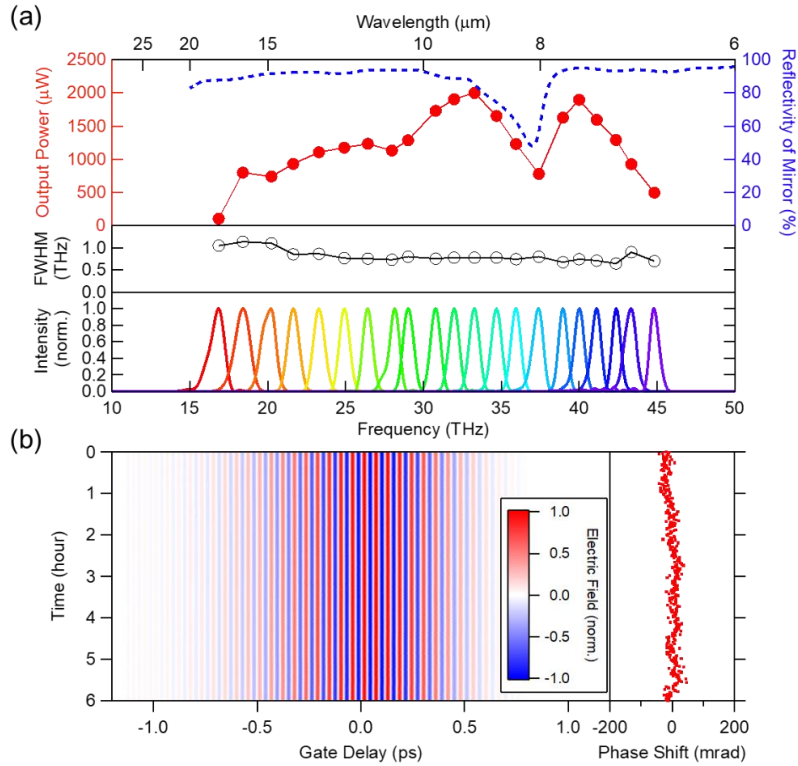 (a)
Wavelength (μm)
25 20 15 10 8 6
Output Power (μW)
2500
2000
1500
1000
500
0
100
80
60
40
20
0
Reflectivity of Mirror (%)
FWHM (THz)
1.0
0.5
0.0
Intensity (norm.)
1.0
0.8
0.6
0.4
0.2
0.0
10 15 20 25 30 35 40 45 50
Frequency (THz)
(b)
Time (hour)
0
1
2
3
4
5
6
1.0
0.5
0.0
-0.5
-1.0
Electric Field (norm.)
-1.0 -0.5 0.0 0.5 1.0 -200 0 200
Gate Delay (ps) Phase Shift (mrad)